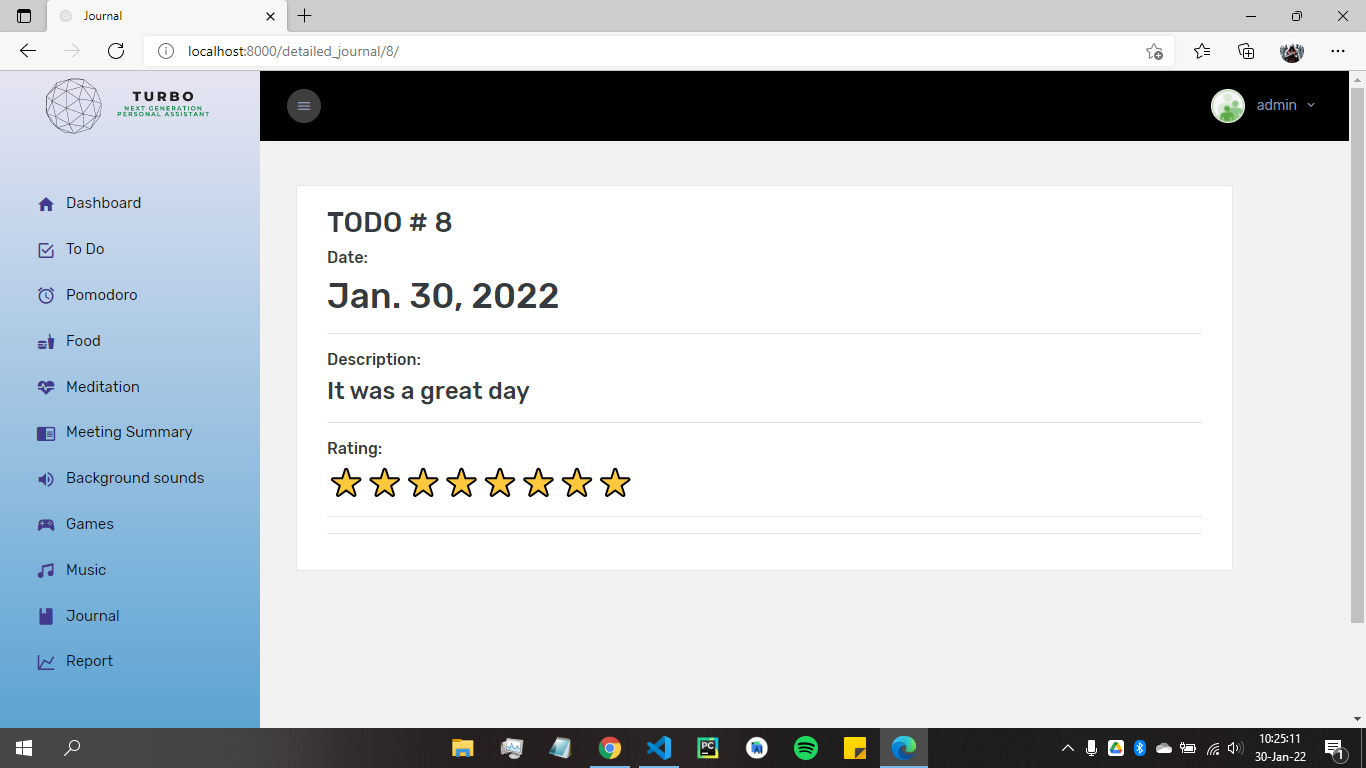 Journal
localhost:8000/detailed_journal/8/
TURBO
NEXT GENERATION
PERSONAL ASSISTANT
admin
Dashboard
To Do
Pomodoro
Food
Meditation
Meeting Summary
Background sounds
Games
Music
Journal
Report
TODO # 8
Date:
Jan. 30, 2022
Description:
It was a great day
Rating:
PC
10:25:11
30-Jan-22
1